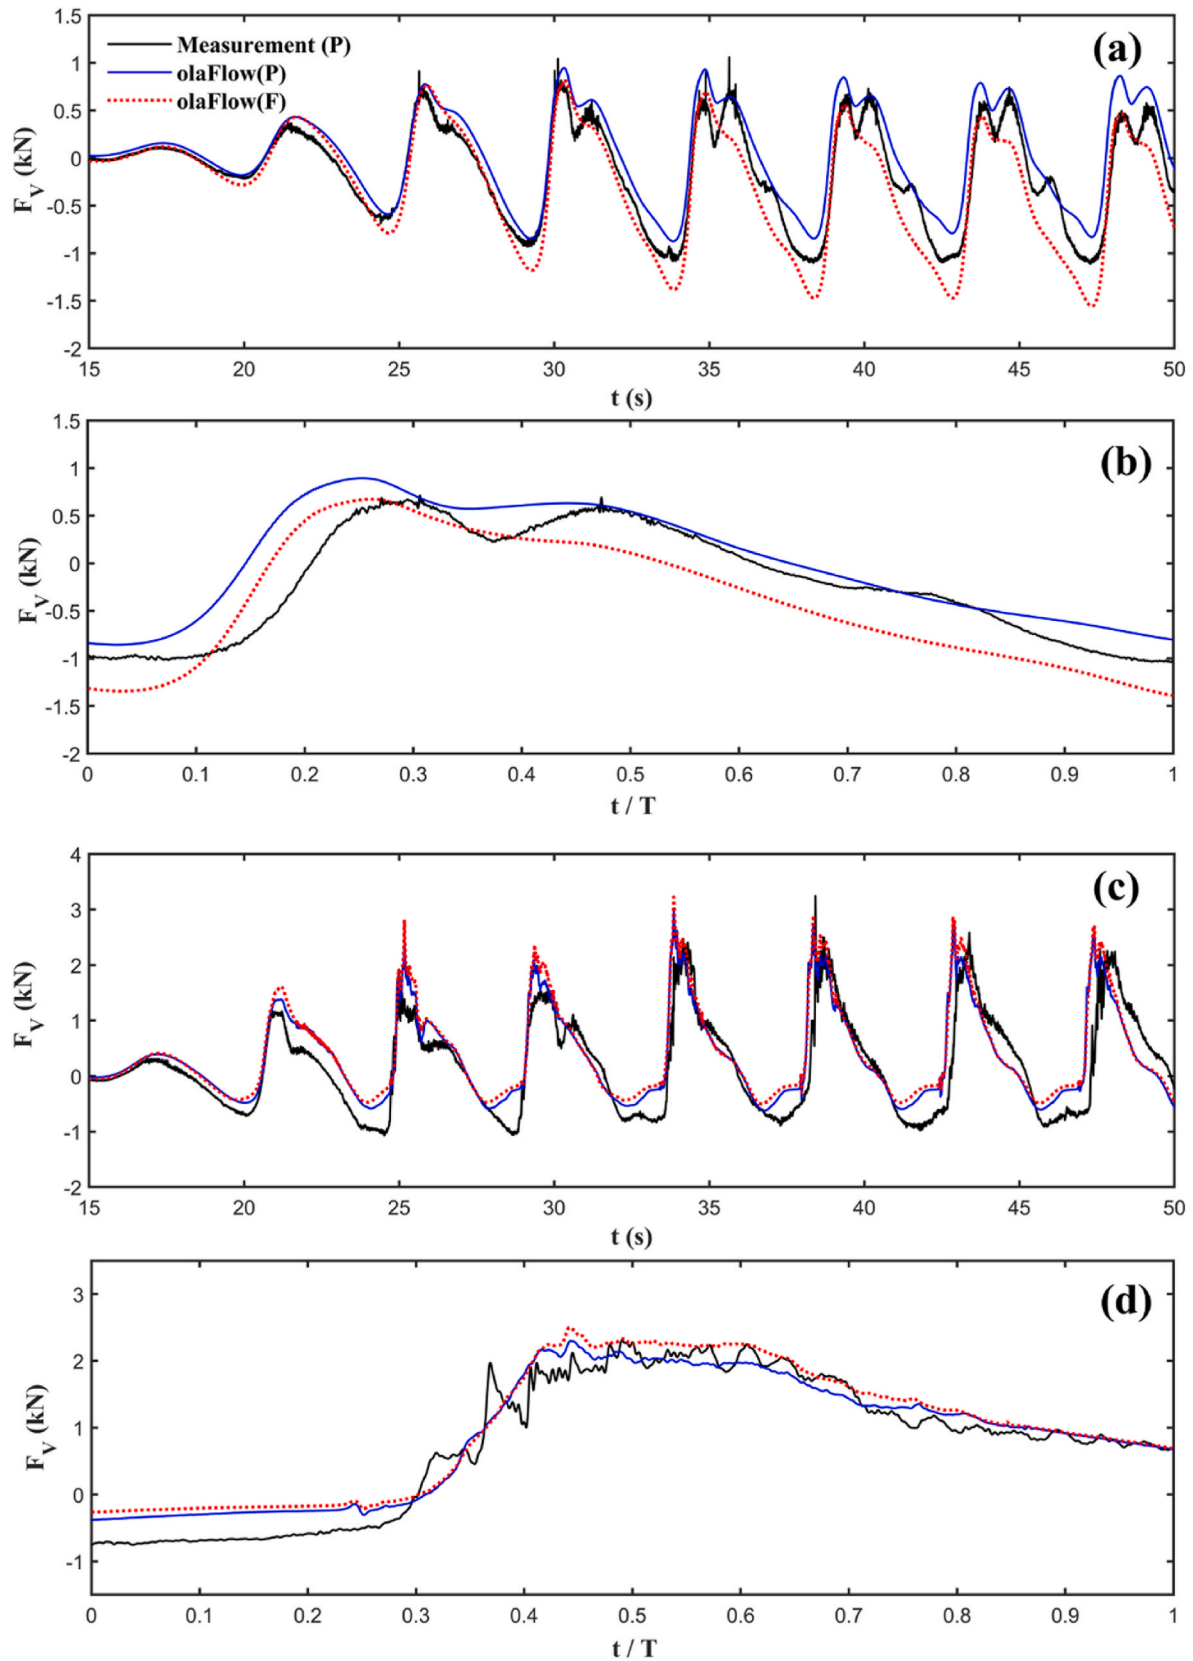 1.5
(a)
Measurement (P)
1
olaFlow(P)
olaFlow(F)
0.5
0
-0.5
-1
-1.5
-2
F_V (kN)
15 20 25 30 35 40 45 50
t (s)
1.5
(b)
1
0.5
0
-0.5
-1
-1.5
-2
F_V (kN)
0 0.1 0.2 0.3 0.4 0.5 0.6 0.7 0.8 0.9 1
t / T
4
(c)
3
2
1
0
-1
-2
F_V (kN)
15 20 25 30 35 40 45 50
t (s)
3
(d)
2
1
0
-1
F_V (kN)
0 0.1 0.2 0.3 0.4 0.5 0.6 0.7 0.8 0.9 1
t / T